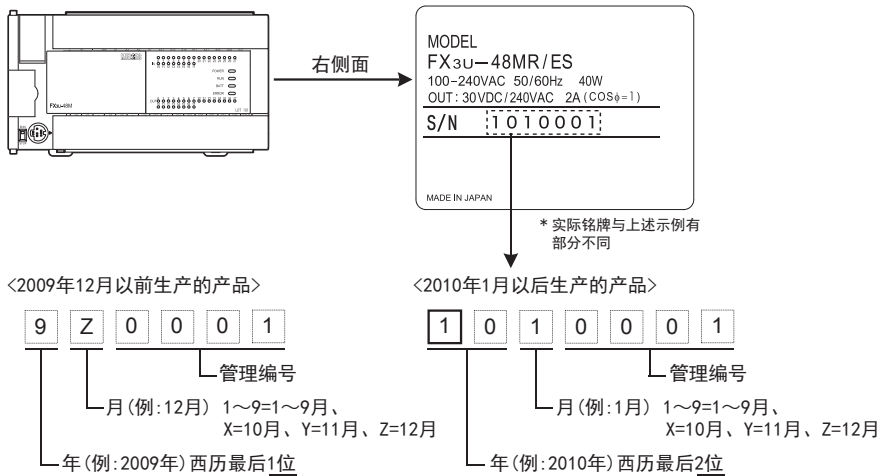 右侧面
MODEL
FX3U-48MR/ES
100-240VAC 50/60Hz 40W
OUT: 30VDC/240VAC 2A (COSφ=1)
S/N 1010001
MADE IN JAPAN
POWER
RUN
BATT
ERROR
FX3U-48M
* 实际铭牌与上述示例有
部分不同
<2009年12月以前生产的产品>
9 Z 0 0 0 1
管理编号
月(例:12月) 1～9=1～9月、
X=10月、Y=11月、Z=12月
年(例:2009年)西历最后1位
<2010年1月以后生产的产品>
1 0 1 0 0 0 1
管理编号
月(例:1月) 1～9=1～9月、
X=10月、Y=11月、Z=12月
年(例:2010年)西历最后2位